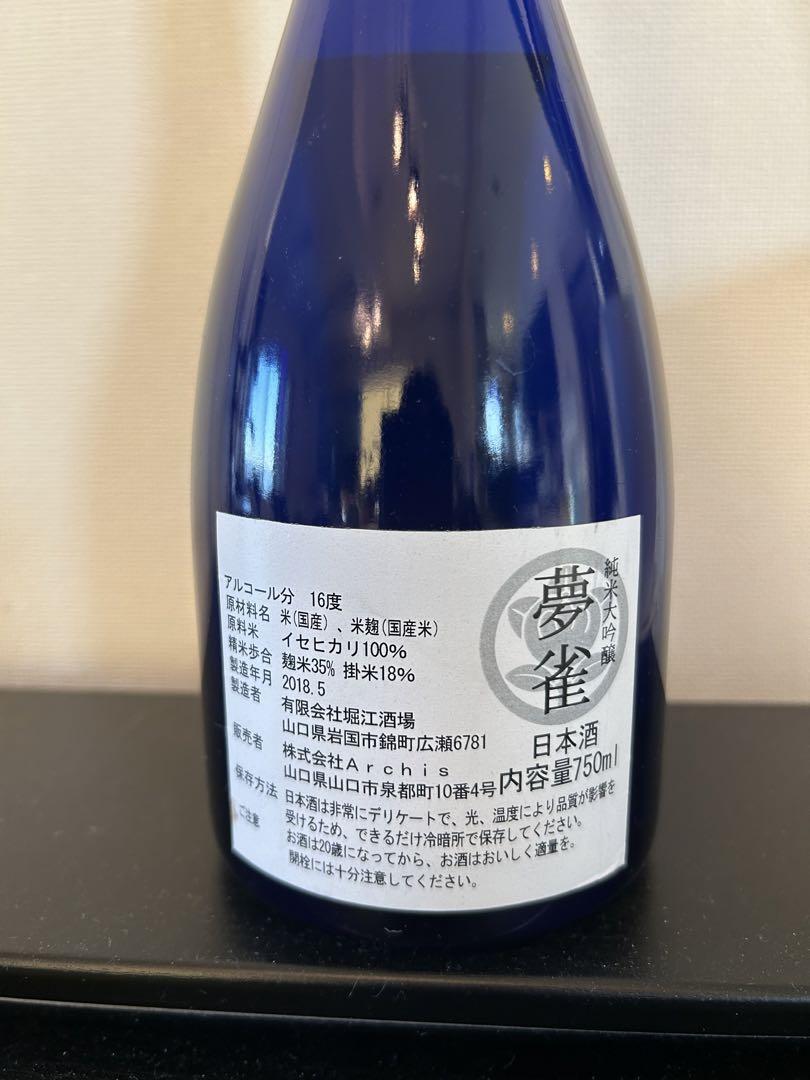 アルコール分 16度
原材料名 米(国産)、米麹(国産米)
原料米 イセヒカリ100%
精米歩合 麹米35% 掛米18%
製造年月 2018.5
製造者 有限会社堀江酒場
山口県岩国市錦町広瀬6781
販売者 株式会社Archis
山口県山口市泉都町10番4号
保存方法 日本酒は非常にデリケートで、光、温度により品質が影響を
受けるため、できるだけ冷暗所で保存してください。
ご注意 お酒は20歳になってから、お酒はおいしく適量を。
開栓には十分注意してください。
純米大吟醸
夢雀
日本酒
内容量750ml